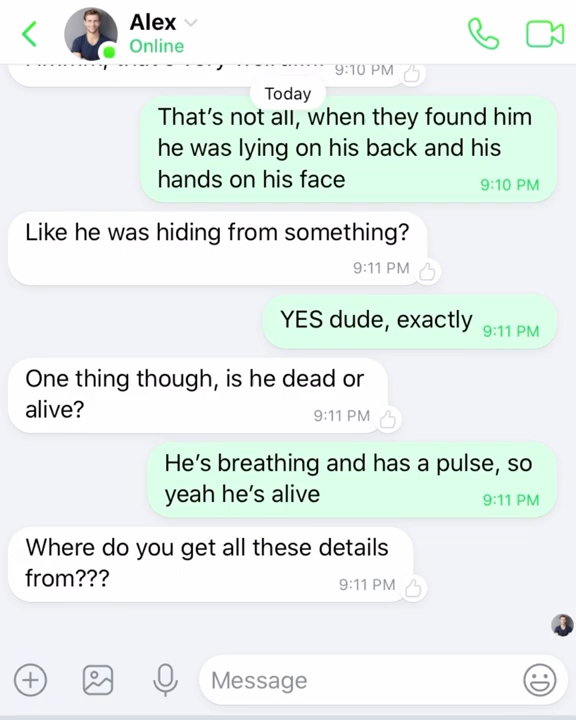 Alex
Online
9:10 PM
Today
That’s not all, when they found him
he was lying on his back and his
hands on his face
9:10 PM
Like he was hiding from something?
9:11 PM
YES dude, exactly
9:11 PM
One thing though, is he dead or
alive?
9:11 PM
He’s breathing and has a pulse, so
yeah he’s alive
9:11 PM
Where do you get all these details
from???
9:11 PM
Message